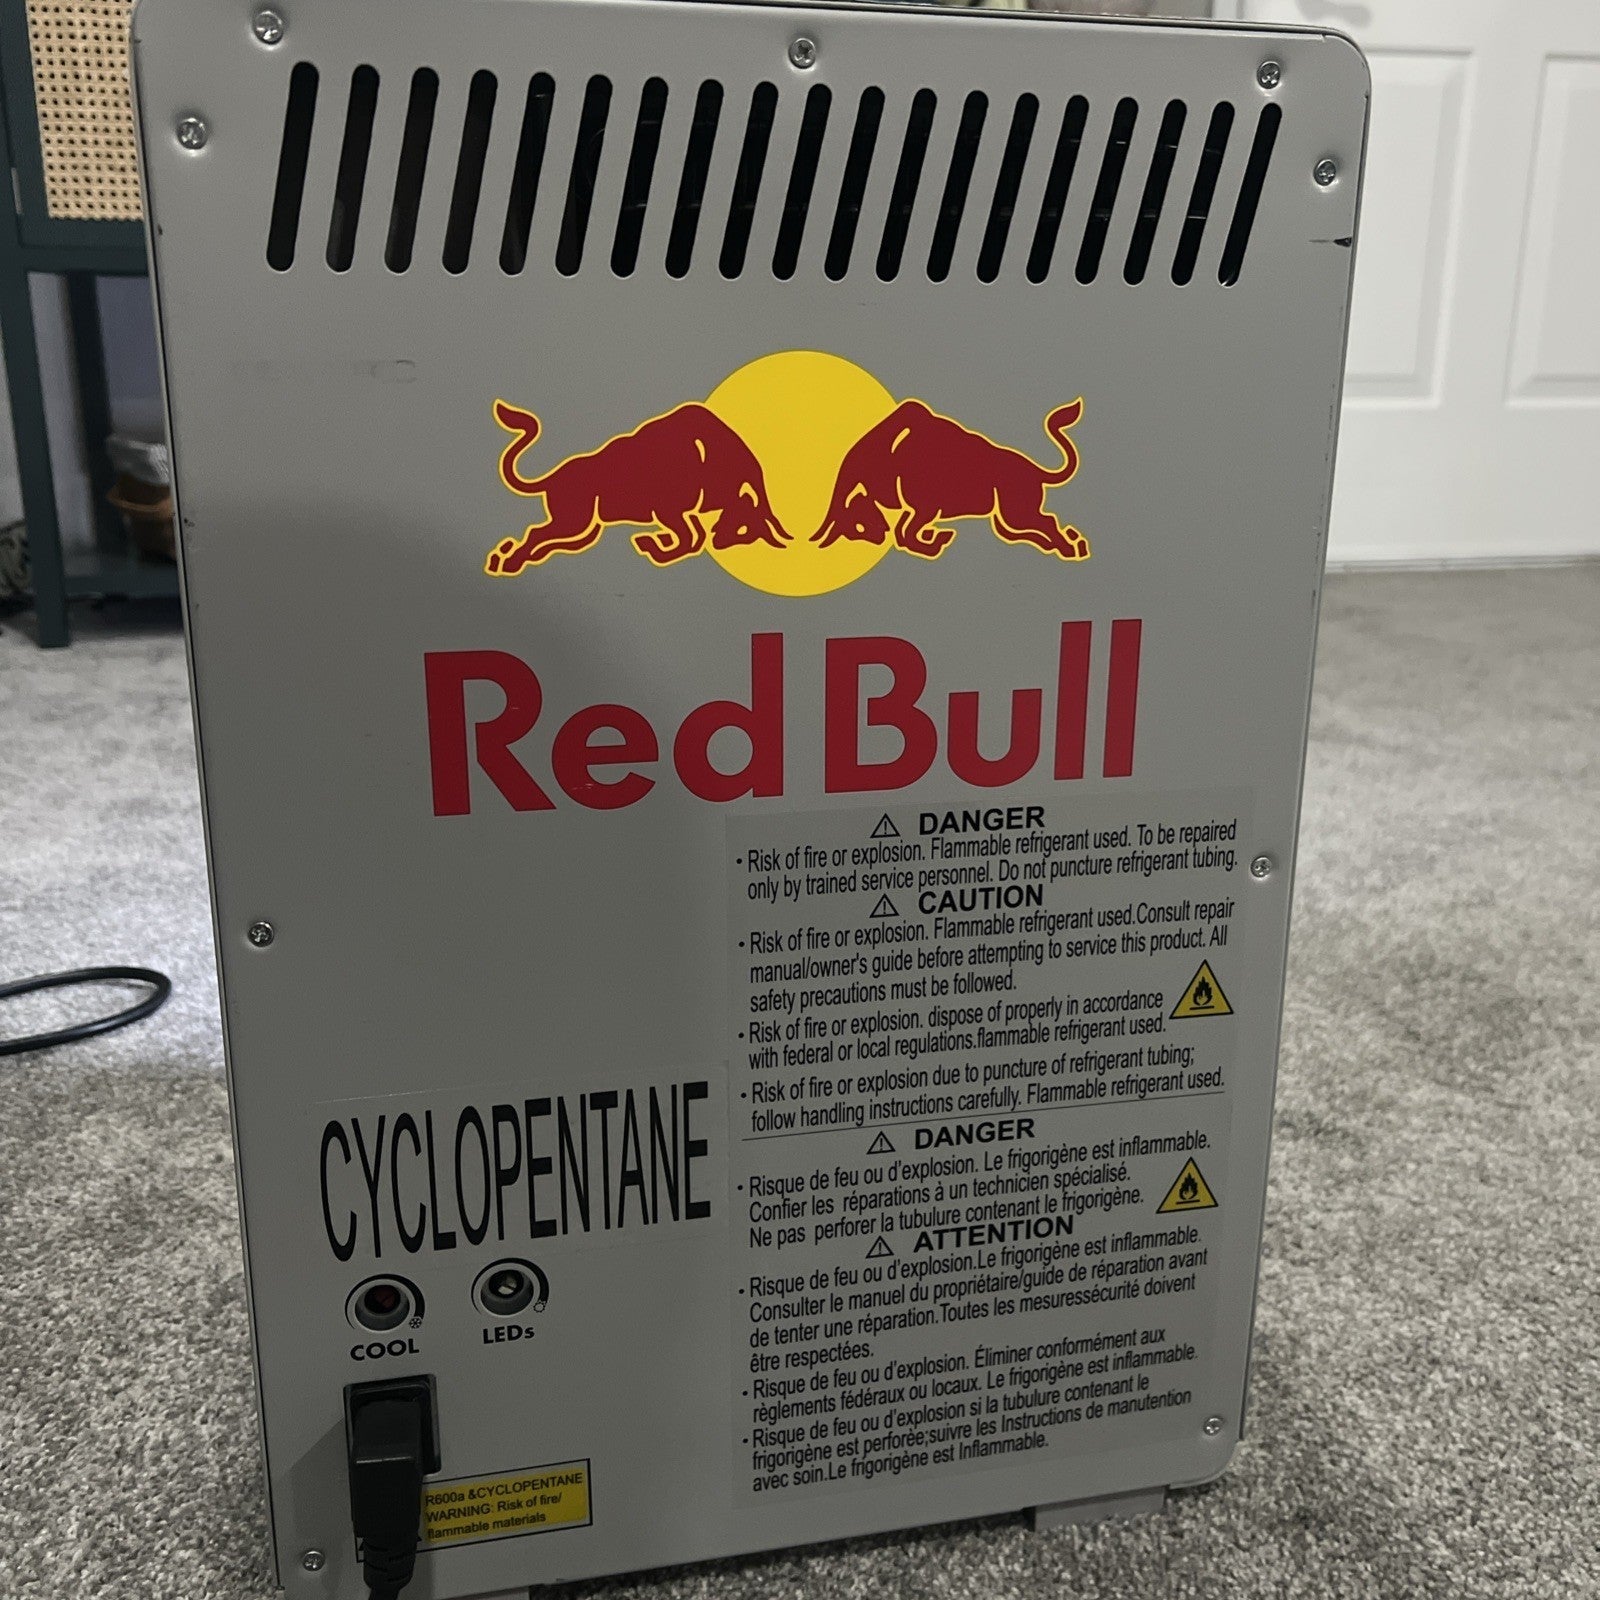 Red Bull
DANGER
• Risk of fire or explosion. Flammable refrigerant used. To be repaired
only by trained service personnel. Do not puncture refrigerant tubing.
CAUTION
• Risk of fire or explosion. Flammable refrigerant used.Consult repair
manual/owner's guide before attempting to service this product. All
safety precautions must be followed.
• Risk of fire or explosion. dispose of properly in accordance
with federal or local regulations.flammable refrigerant used.
• Risk of fire or explosion due to puncture of refrigerant tubing;
follow handling instructions carefully. Flammable refrigerant used.
DANGER
• Risque de feu ou d'explosion. Le frigorigène est inflammable.
Confier les réparations à un technicien spécialisé.
Ne pas perforer la tubulure contenant le frigorigène.
ATTENTION
• Risque de feu ou d'explosion.Le frigorigène est inflammable.
Consulter le manuel du propriétaire/guide de réparation avant
de tenter une réparation.Toutes les mesuressécurité doivent
être respectées.
• Risque de feu ou d'explosion. Éliminer conformément aux
règlements fédéraux ou locaux. Le frigorigène est inflammable.
• Risque de feu ou d'explosion si la tubulure contenant le
frigorigène est perforèe;suivre les Instructions de manutention
avec soin.Le frigorigène est Inflammable.
CYCLOPENTANE
COOL
LEDs
R600a &CYCLOPENTANE
WARNING: Risk of fire/
flammable materials